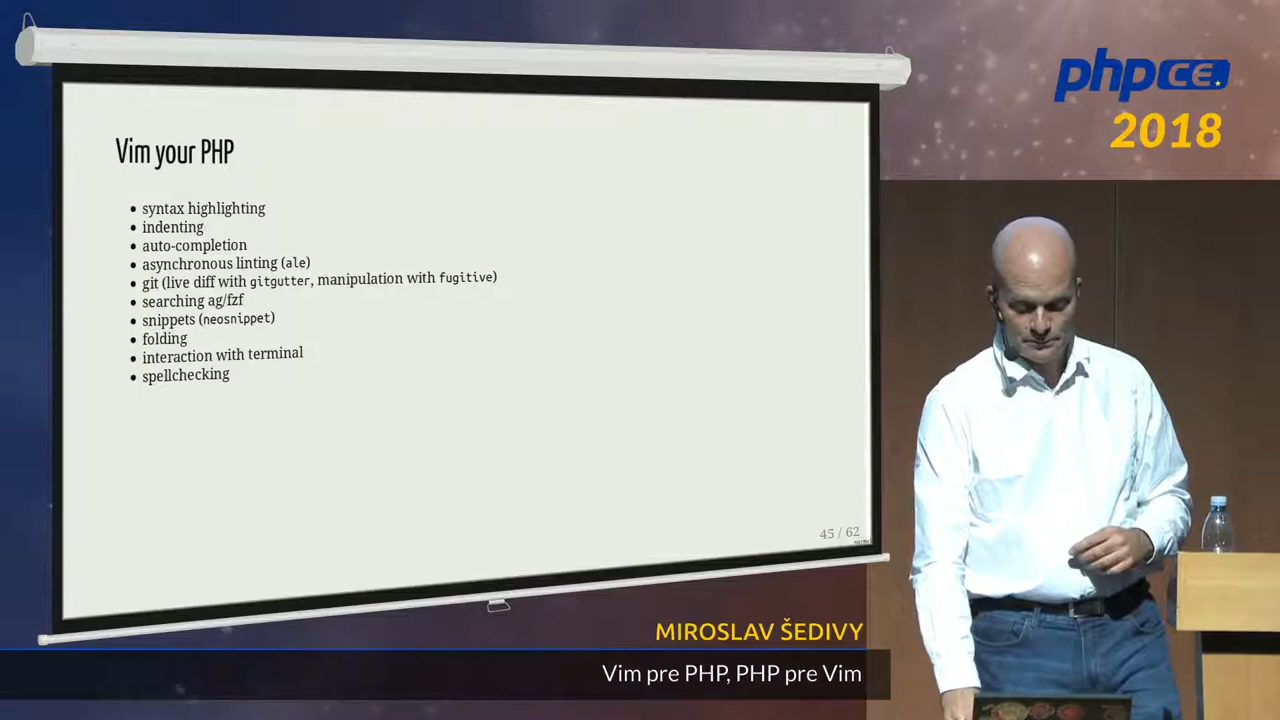 phpCE
2018
Vim your PHP
• syntax highlighting
• indenting
• auto-completion
• asynchronous linting (ale)
• git (live diff with gitgutter, manipulation with fugitive)
• searching ag/fzf
• snippets (neosnippet)
• folding
• interaction with terminal
• spellchecking
45 / 62
MIROSLAV ŠEDIVY
Vim pre PHP, PHP pre Vim